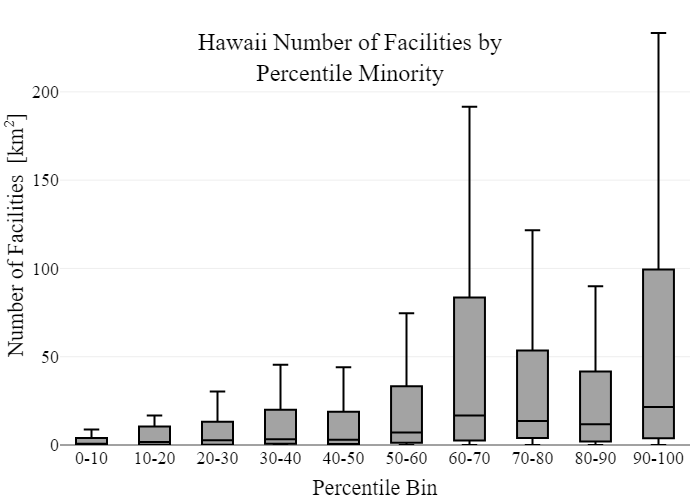 Hawaii Number of Facilities by
Percentile Minority
Number of Facilities [km²]
200
150
100
50
0
0-10 10-20 20-30 30-40 40-50 50-60 60-70 70-80 80-90 90-100
Percentile Bin